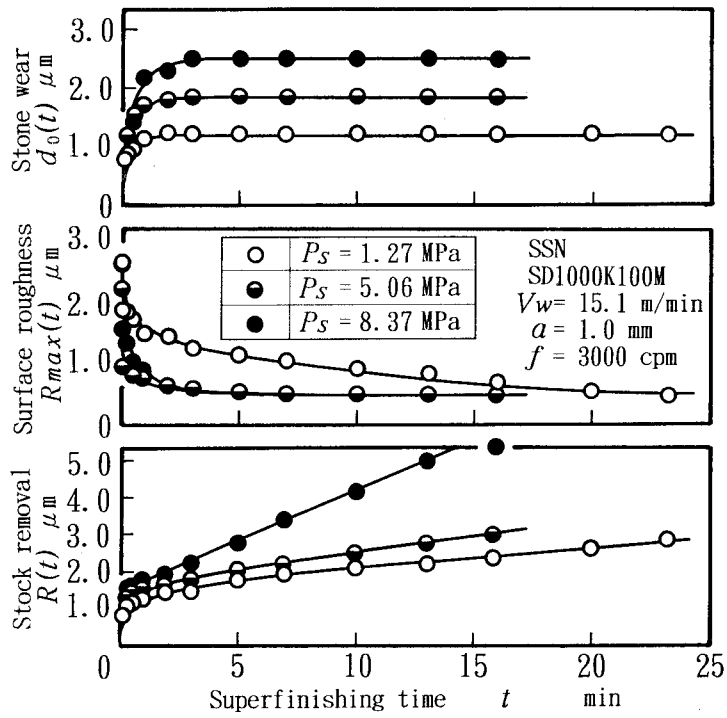 Stone wear
d₀(t) μm
3.0
2.0
1.0
0
Surface roughness
Rmax(t) μm
3.0
2.0
1.0
0
Ps = 1.27 MPa
Ps = 5.06 MPa
Ps = 8.37 MPa
SSN
SD1000K100M
Vw= 15.1 m/min
a = 1.0 mm
f = 3000 cpm
Stock removal
R(t) μm
5.0
4.0
3.0
2.0
1.0
0
0 5 10 15 20 25
Superfinishing time t min